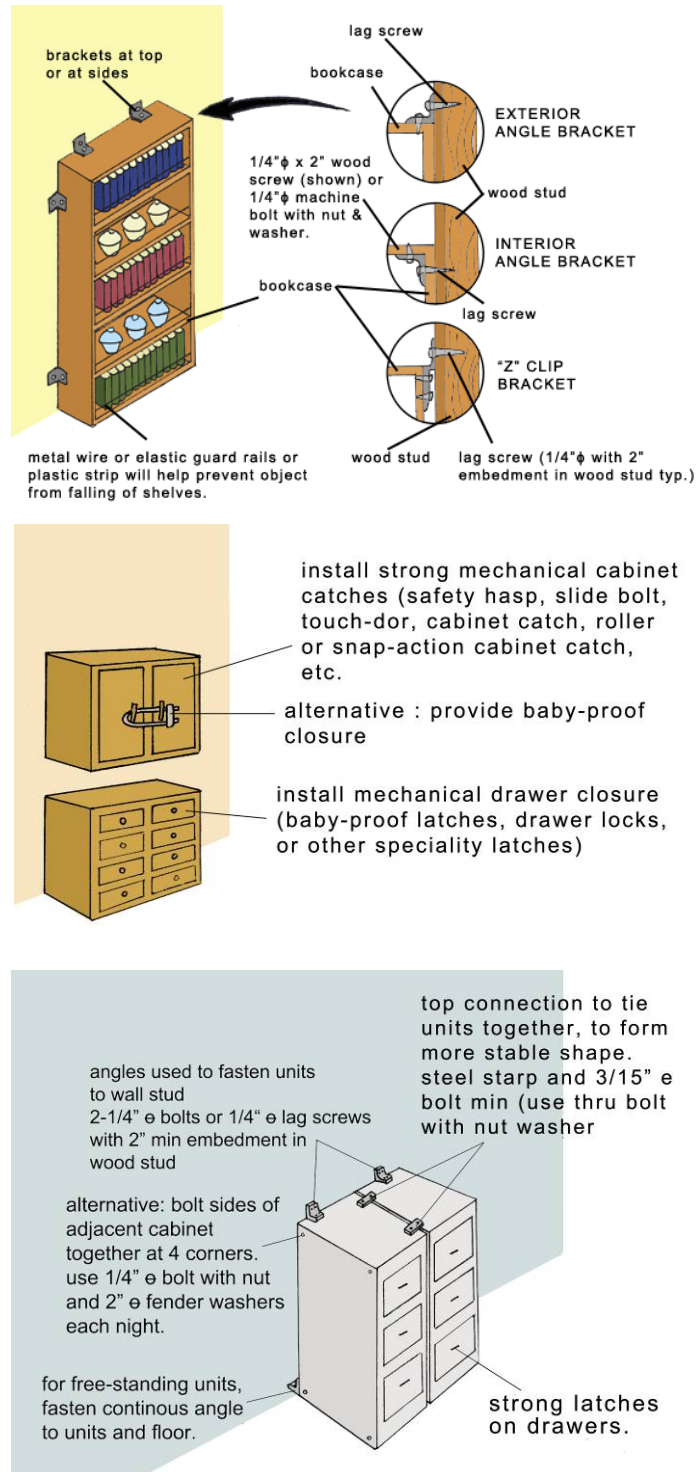 lag screw
brackets at top
or at sides
bookcase
EXTERIOR
ANGLE BRACKET
1/4"ϕ x 2" wood
screw (shown) or
1/4"ϕ machine
bolt with nut &
washer.
wood stud
INTERIOR
ANGLE BRACKET
bookcase
lag screw
"Z" CLIP
BRACKET
metal wire or elastic guard rails or
plastic strip will help prevent object
from falling of shelves.
wood stud
lag screw (1/4"ϕ with 2"
embedment in wood stud typ.)
install strong mechanical cabinet
catches (safety hasp, slide bolt,
touch-dor, cabinet catch, roller
or snap-action cabinet catch,
etc.
alternative : provide baby-proof
closure
install mechanical drawer closure
(baby-proof latches, drawer locks,
or other speciality latches)
top connection to tie
units together, to form
more stable shape.
steel starp and 3/15" e
bolt min (use thru bolt
with nut washer
angles used to fasten units
to wall stud
2-1/4" ɵ bolts or 1/4" ɵ lag screws
with 2" min embedment in
wood stud
alternative: bolt sides of
adjacent cabinet
together at 4 corners.
use 1/4" ɵ bolt with nut
and 2" ɵ fender washers
each night.
for free-standing units,
fasten continous angle
to units and floor.
strong latches
on drawers.